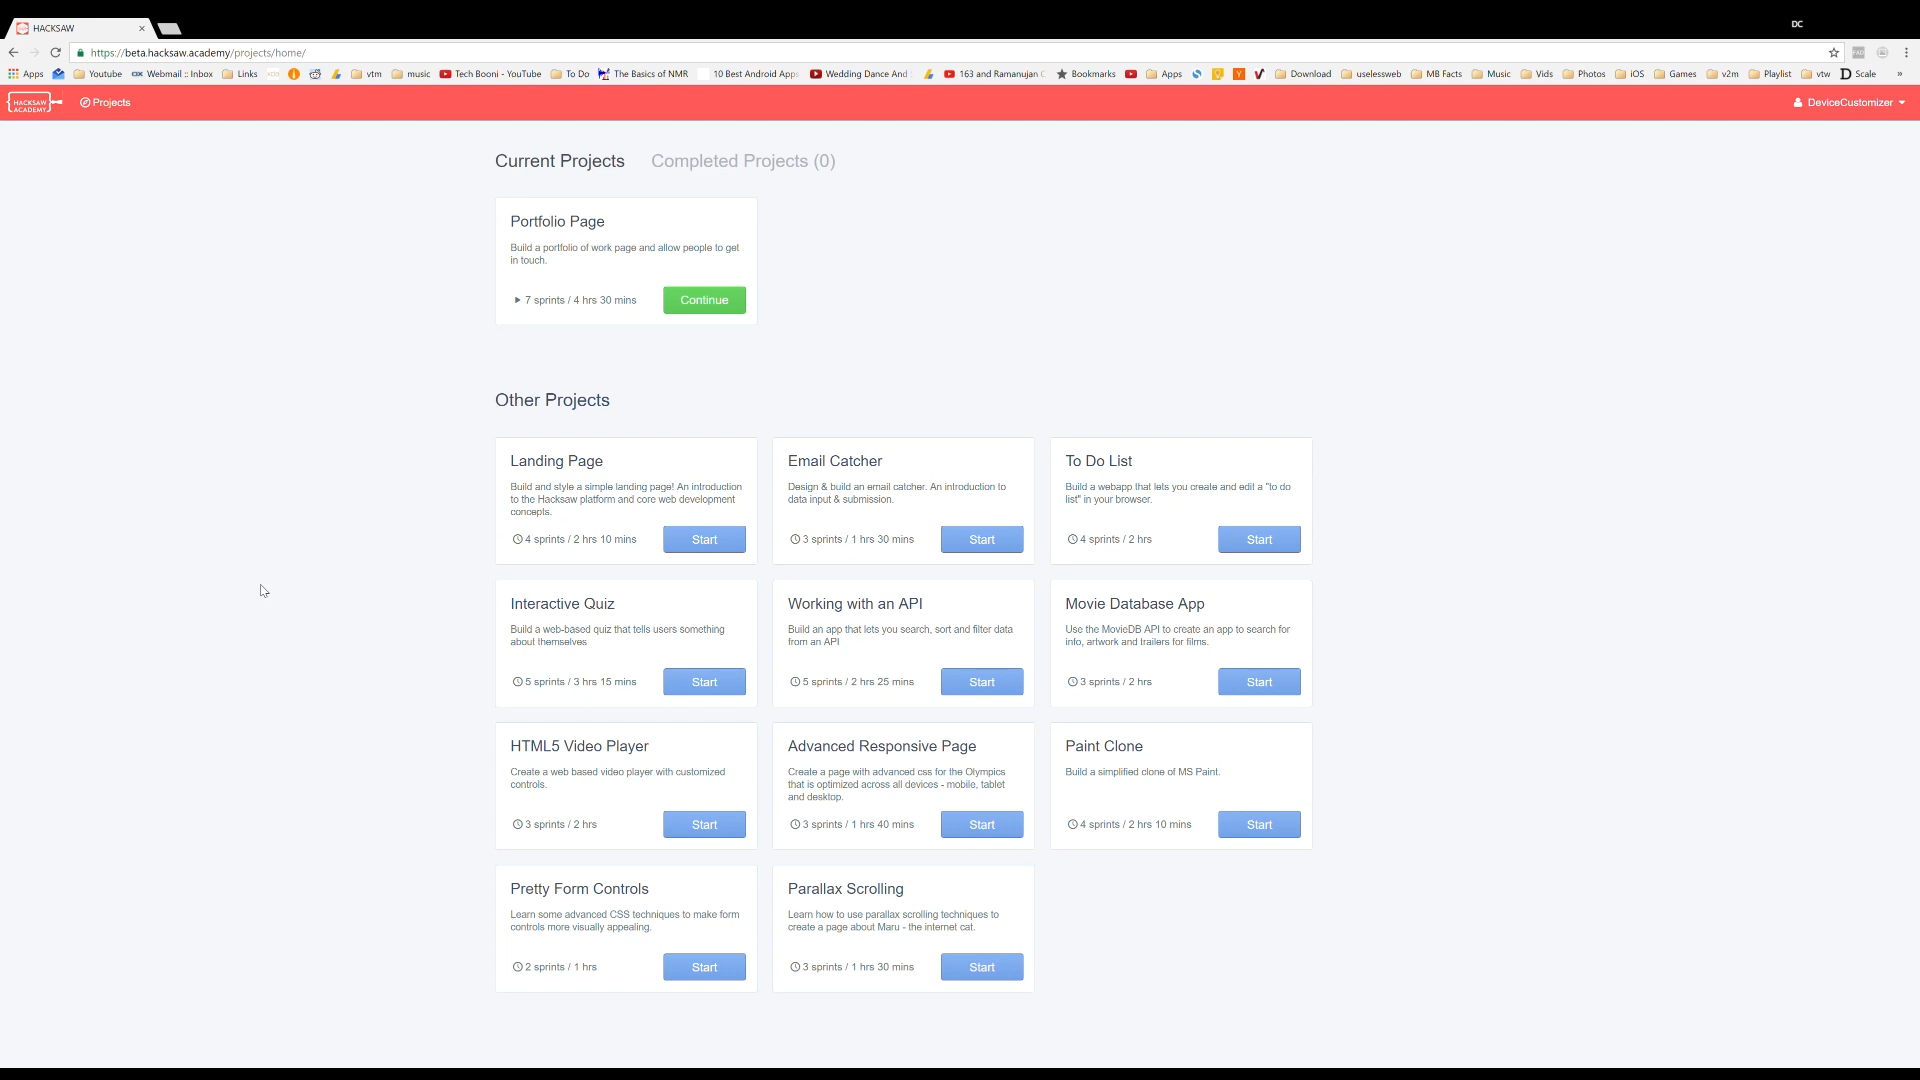 HACKSAW
DC
https://beta.hacksaw.academy/projects/home/
Apps Youtube Webmail :: Inbox Links vtm music Tech Booni - YouTube To Do The Basics of NMR 10 Best Android Apps Wedding Dance And 163 and Ramanujan C Bookmarks Apps Download uselessweb MB Facts Music Vids Photos iOS Games v2m Playlist vtw Scale »
HACKSAW
ACADEMY
Projects
DeviceCustomizer
Current Projects Completed Projects (0)
Portfolio Page
Build a portfolio of work page and allow people to get
in touch.
7 sprints / 4 hrs 30 mins Continue
Other Projects
Landing Page
Build and style a simple landing page! An introduction
to the Hacksaw platform and core web development
concepts.
4 sprints / 2 hrs 10 mins Start
Email Catcher
Design & build an email catcher. An introduction to
data input & submission.
3 sprints / 1 hrs 30 mins Start
To Do List
Build a webapp that lets you create and edit a "to do
list" in your browser.
4 sprints / 2 hrs Start
Interactive Quiz
Build a web-based quiz that tells users something
about themselves
5 sprints / 3 hrs 15 mins Start
Working with an API
Build an app that lets you search, sort and filter data
from an API
5 sprints / 2 hrs 25 mins Start
Movie Database App
Use the MovieDB API to create an app to search for
info, artwork and trailers for films.
3 sprints / 2 hrs Start
HTML5 Video Player
Create a web based video player with customized
controls.
3 sprints / 2 hrs Start
Advanced Responsive Page
Create a page with advanced css for the Olympics
that is optimized across all devices - mobile, tablet
and desktop.
3 sprints / 1 hrs 40 mins Start
Paint Clone
Build a simplified clone of MS Paint.
4 sprints / 2 hrs 10 mins Start
Pretty Form Controls
Learn some advanced CSS techniques to make form
controls more visually appealing.
2 sprints / 1 hrs Start
Parallax Scrolling
Learn how to use parallax scrolling techniques to
create a page about Maru - the internet cat.
3 sprints / 1 hrs 30 mins Start